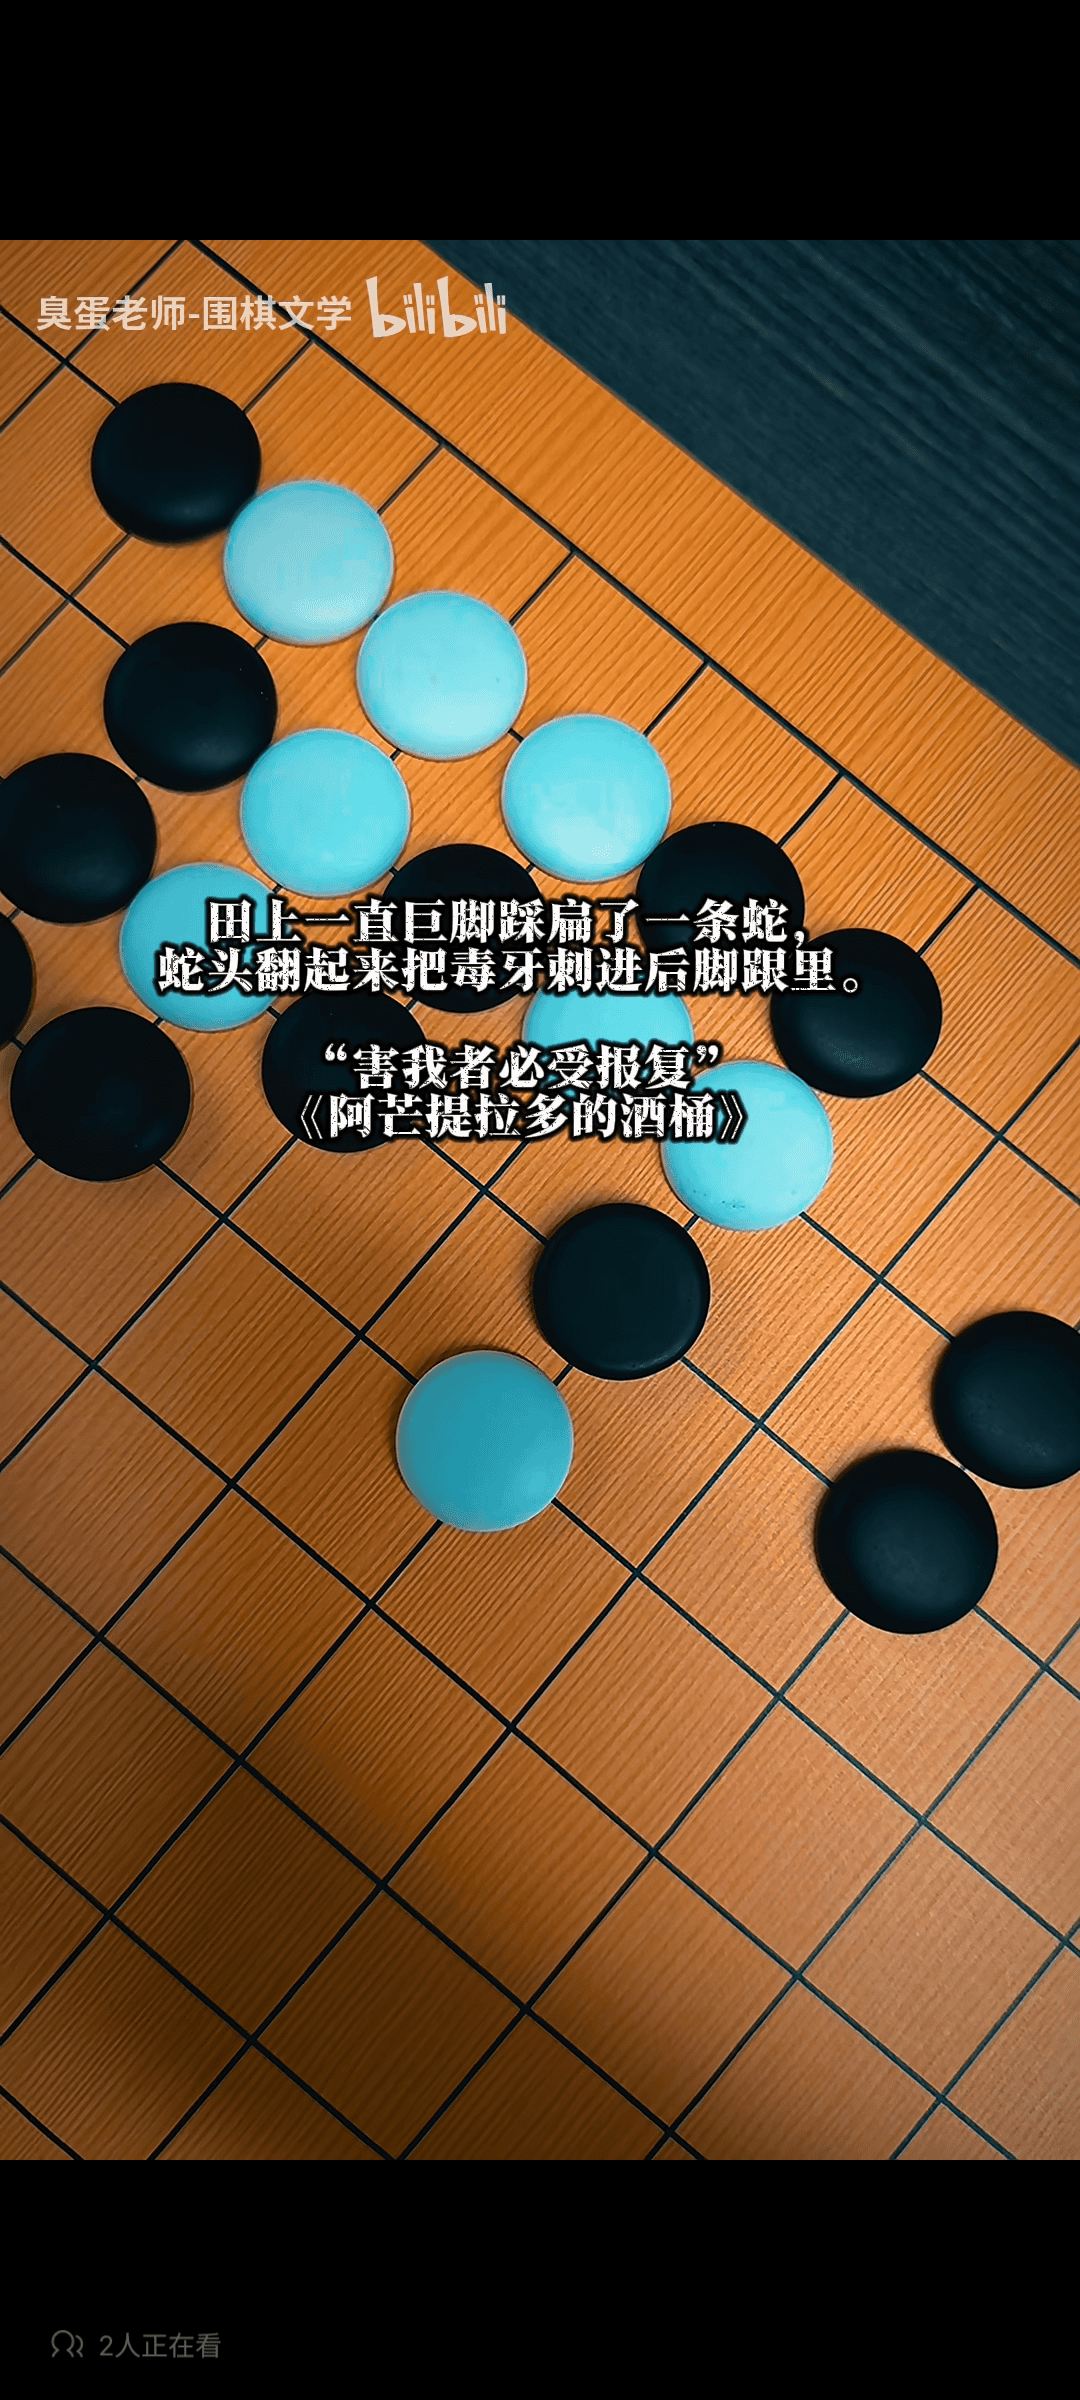 臭蛋老师-围棋文学 bilibili
田上一直巨脚踩扁了一条蛇，
蛇头翻起来把毒牙刺进后脚跟里。
“害我者必受报复”
《阿芒提拉多的酒桶》
2人正在看